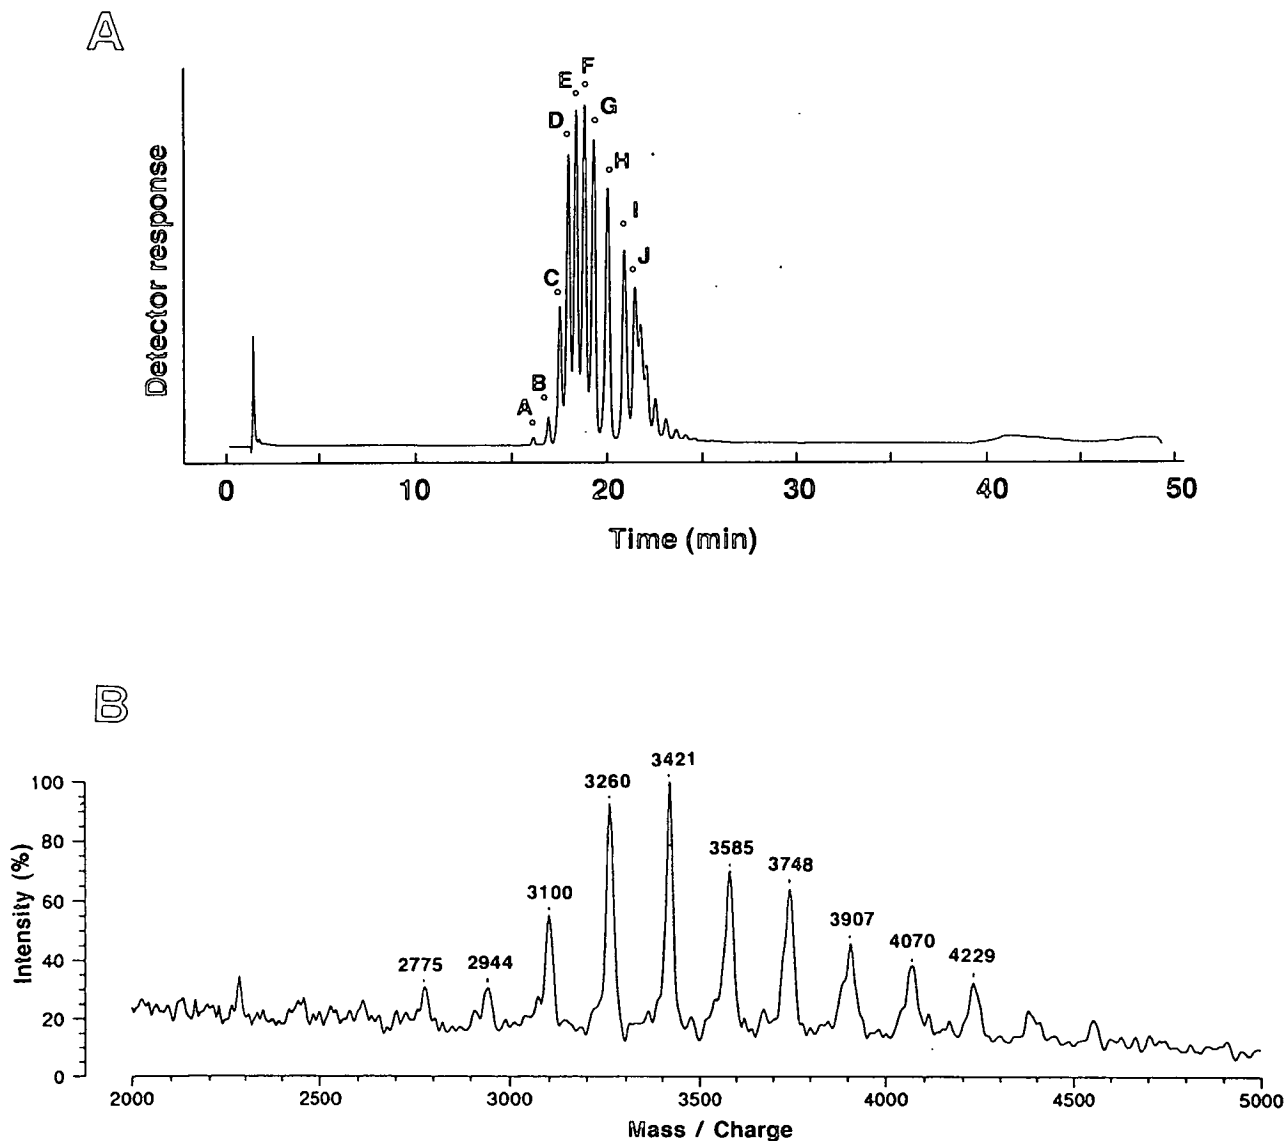 A
Detector response
A
B
C
D
E
F
G
H
I
J
0 10 20 30 40 50
Time (min)
B
Intensity (%)
100
80
60
40
20
0
2775
2944
3100
3260
3421
3585
3748
3907
4070
4229
2000 2500 3000 3500 4000 4500 5000
Mass / Charge